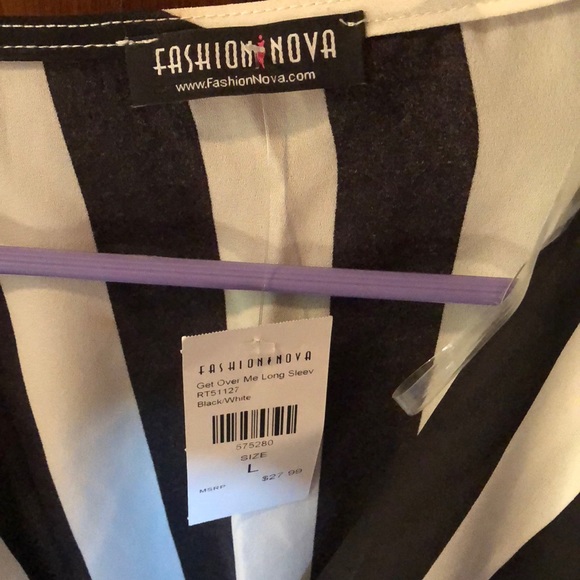 FASHION NOVA
www.FashionNova.com
FASHION NOVA
Get Over Me Long Sleev
RT51127
Black/White
575280
SIZE
L
MSRP $27.99